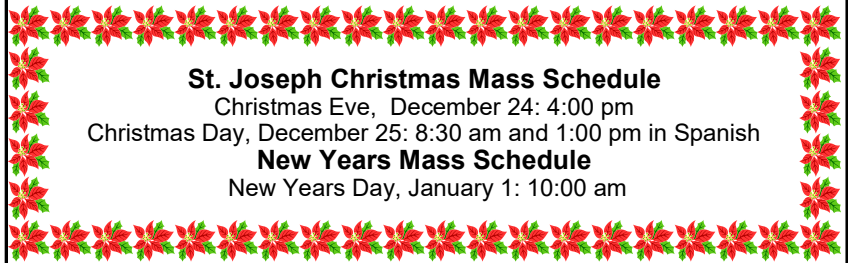 St. Joseph Christmas Mass Schedule
Christmas Eve,  December 24: 4:00 pm
Christmas Day, December 25: 8:30 am and 1:00 pm in Spanish
New Years Mass Schedule
New Years Day, January 1: 10:00 am